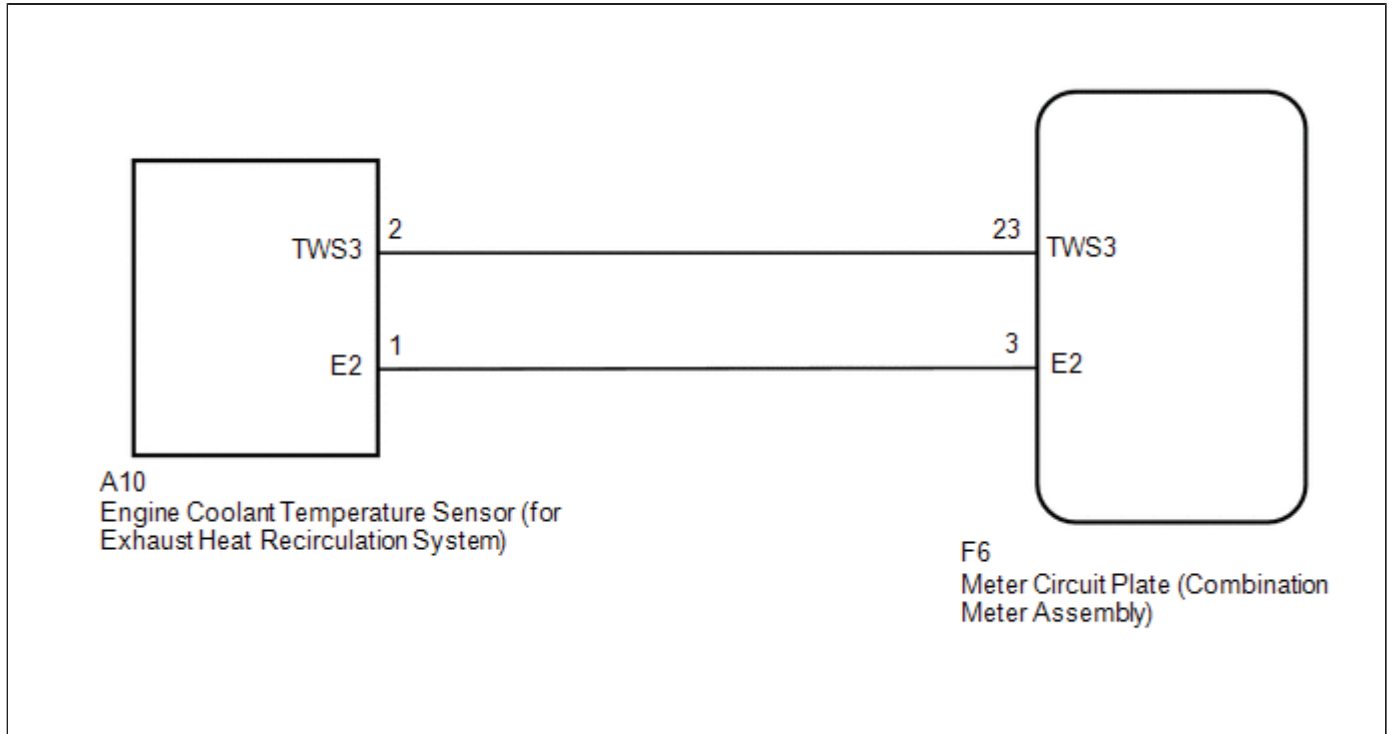 TWS3
2
23
TWS3
E2
1
3
E2
A10
Engine Coolant Temperature Sensor (for
Exhaust Heat Recirculation System)
F6
Meter Circuit Plate (Combination
Meter Assembly)